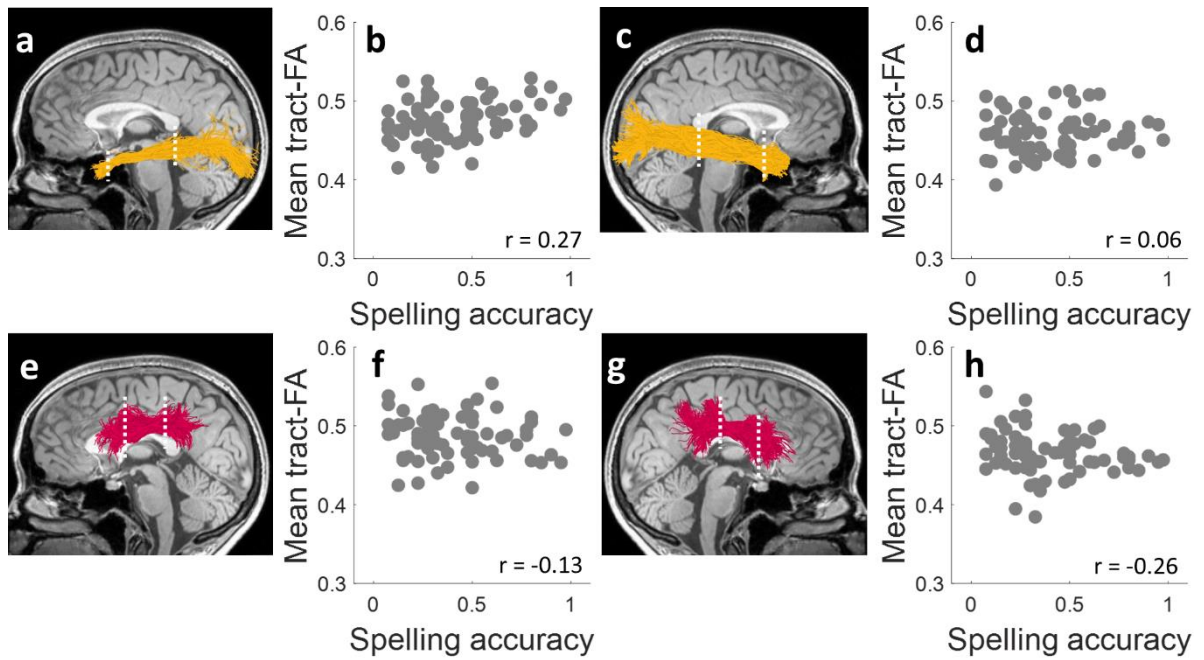 a
b
Mean tract-FA
0.6
0.5
0.4
0.3
r = 0.27
0 0.5 1
Spelling accuracy
c
d
Mean tract-FA
0.6
0.5
0.4
0.3
r = 0.06
0 0.5 1
Spelling accuracy
e
f
Mean tract-FA
0.6
0.5
0.4
0.3
r = -0.13
0 0.5 1
Spelling accuracy
g
h
Mean tract-FA
0.6
0.5
0.4
0.3
r = -0.26
0 0.5 1
Spelling accuracy